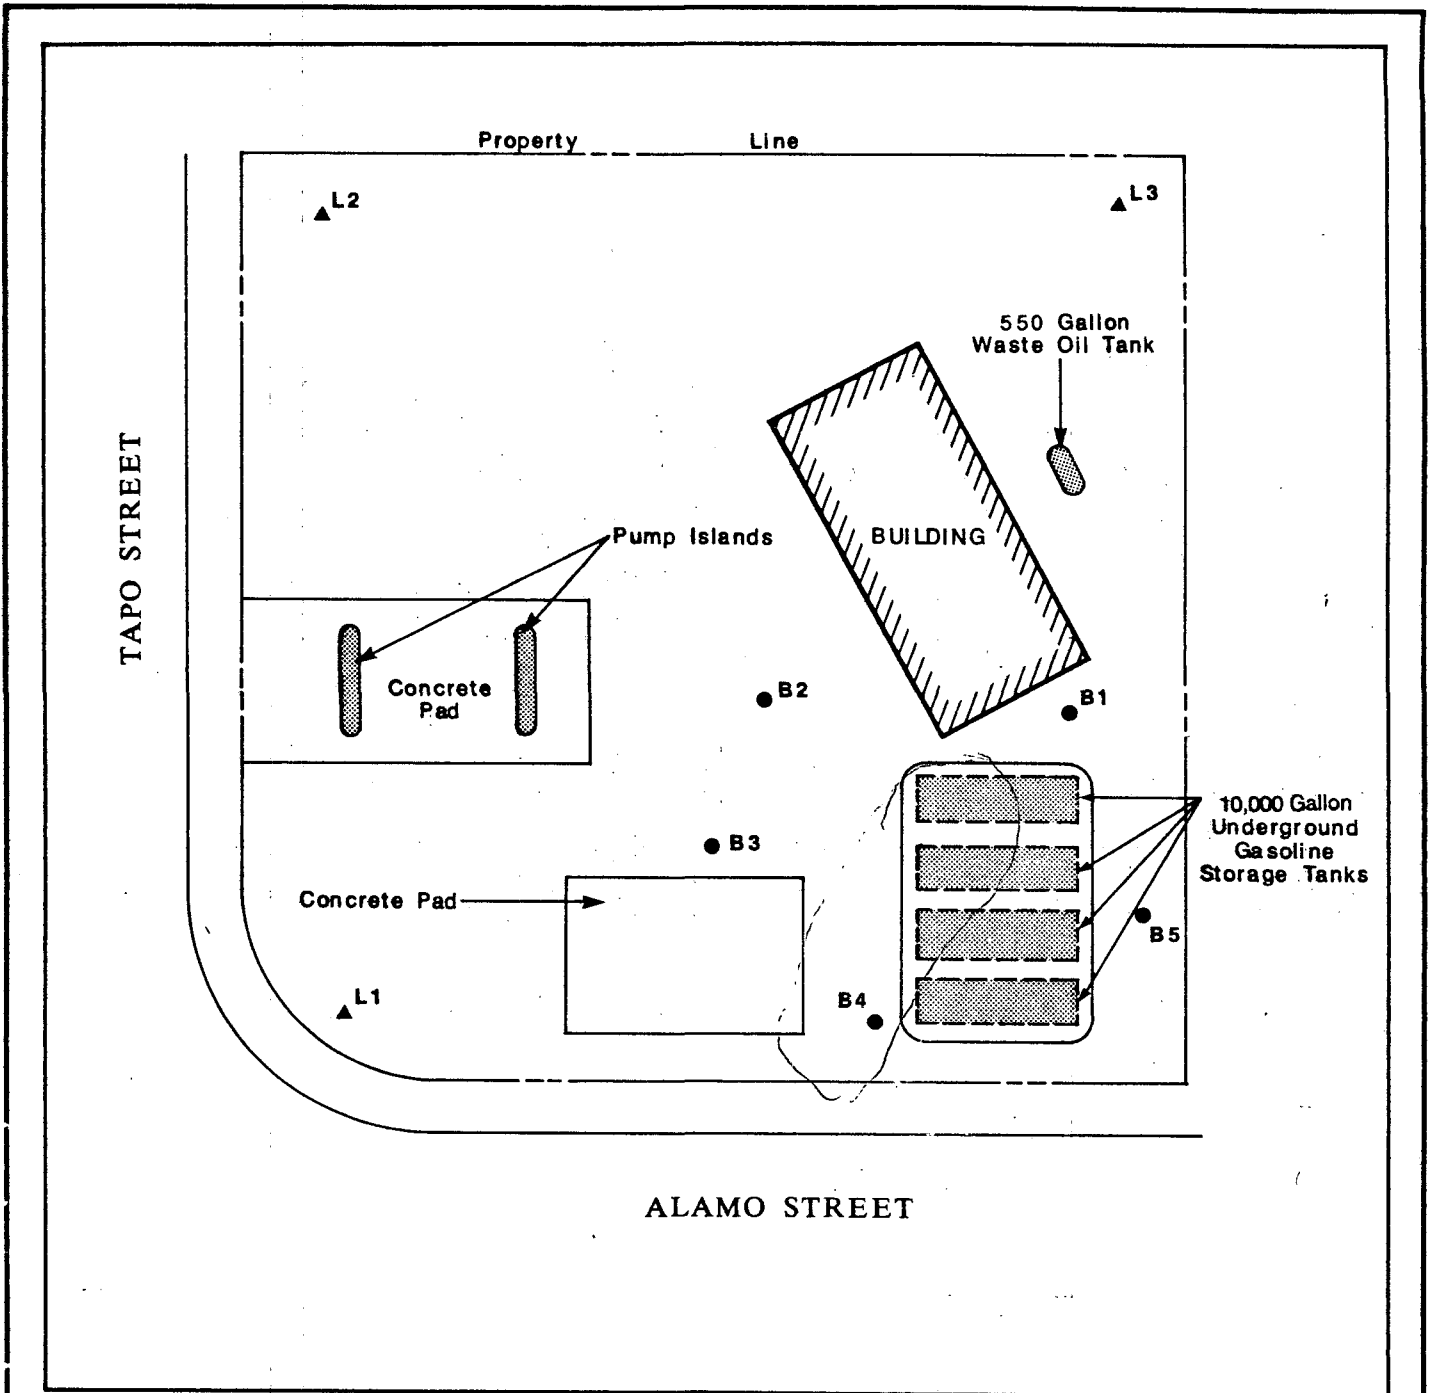 Property Line
L2
L3
550 Gallon
Waste Oil Tank
TAPO STREET
Pump Islands
BUILDING
Concrete
Pad
B2
B1
10,000 Gallon
Underground
Gasoline
Storage Tanks
B3
Concrete Pad
B5
L1
B4
ALAMO STREET